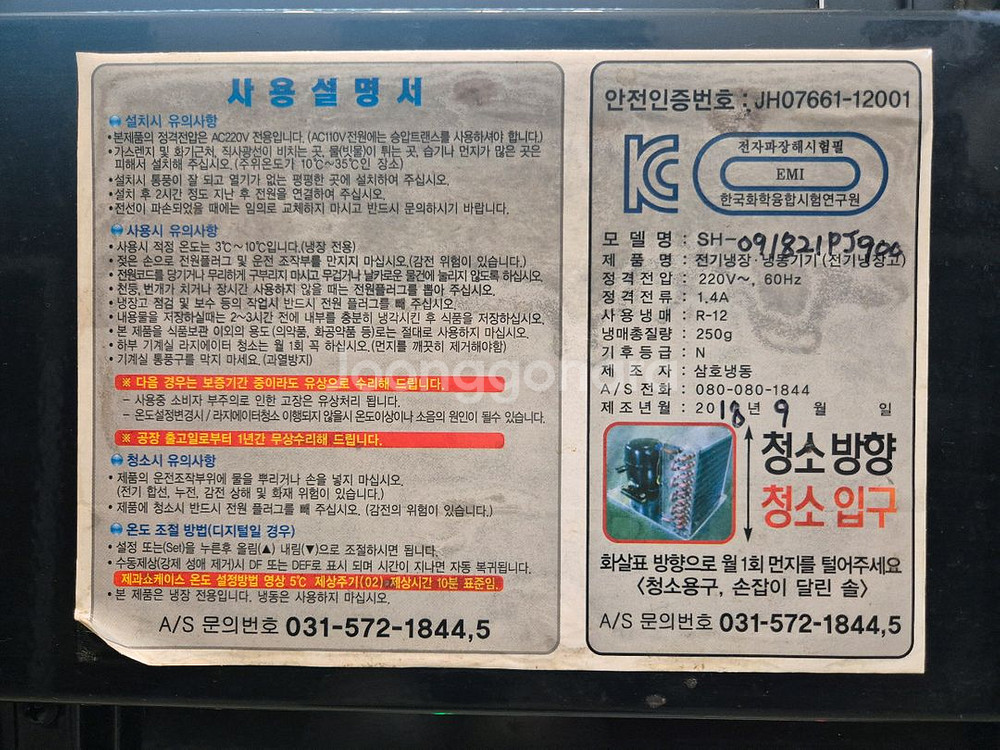 사용설명서
설치시 유의사항
•본제품의 정격전압은 AC220V 전용입니다. (AC110V전원에는 승압트랜스를 사용하셔야 합니다.)
•가스렌지 및 화기근처, 직사광선이 비치는 곳, 물(빗물)이 튀는 곳, 습기나 먼지가 많은 곳은
피해서 설치해 주십시오. (주위온도가 10℃~35℃인 장소)
•설치시 통풍이 잘 되고 열기가 없는 평평한 곳에 설치하여 주십시오.
•설치 후 2시간 정도 지난 후 전원을 연결하여 주십시오.
•전선이 파손되었을 때에는 임의로 교체하지 마시고 반드시 문의하시기 바랍니다.
사용시 유의사항
•사용시 적정 온도는 3℃~10℃입니다.(냉장 전용)
•젖은 손으로 전원플러그 및 운전 조작부를 만지지 마십시오.(감전 위험이 있습니다.)
•전원코드를 당기거나 무리하게 구부리지 마시고 무겁거나 날카로운 물건에 눌리지 않도록 하십시오.
•천둥, 번개가 치거나 장시간 사용하지 않을 때는 전원플러그를 뽑아 주십시오.
•냉장고 점검 및 보수 등의 작업시 반드시 전원 플러그를 빼 주십시오.
•내용물을 저장하실때는 2~3시간 전에 내부를 충분히 냉각시킨 후 식품을 저장하십시오.
•본 제품을 식품보관 이외의 용도(의약품, 화공약품 등)로는 절대로 사용하지 마십시오.
•하부 기계실 라지에타 청소는 월 1회 꼭 하십시오.(먼지를 깨끗히 제거해야함)
•기계실 통풍구를 막지 마세요. (과열방지)
※ 다음 경우는 보증기간 중이라도 유상으로 수리해 드립니다.
– 사용중 소비자 부주의로 인한 고장은 유상처리 됩니다.
– 온도설정변경시 / 라지에이터청소 이행되지 않을시 온도이상이나 소음의 원인이 될수 있습니다.
※ 공장 출고일로부터 1년간 무상수리해 드립니다.
청소시 유의사항
•제품의 운전조작부위에 물을 뿌리거나 손을 넣지 마십시오.
(전기 합선, 누전, 감전 상해 및 화재 위험이 있습니다.)
•제품에 청소시 반드시 전원 플러그를 빼 주십시오. (감전의 위험이 있습니다.)
온도 조절 방법(디지털일 경우)
•설정 또는(Set)을 누른후 올림(▲) 내림(▼)으로 조절하시면 됩니다.
•수동제상(강제 성애 제거시) DF 또는 DEF로 표시 되며 시간이 지나면 자동 복귀됩니다.
제과쇼케이스 온도 설정방법 영상 5℃ 제상주기(02) 제상시간 10분 표준임.
•본 제품은 냉장 전용입니다. 냉동은 사용하지 마십시오.
A/S 문의번호 031-572-1844,5
안전인증번호 : JH07661-12001
전자파장해시험필
EMI
한국화학융합시험연구원
모 델 명 : SH-091821PJ900
제 품 명 : 전기냉장·냉동기기 (전기냉장고)
정격전압 : 220V~, 60Hz
정격전류 : 1.4A
사용냉매 : R-12
냉매총질량 : 250g
기후등급 : N
제 조 자 : 삼호냉동
A/S 전화 : 080-080-1844
제조년월 : 2018년 9 월 일
청소방향
청소입구
화살표 방향으로 월 1회 먼지를 털어주세요
<청소용구, 손잡이 달린 솔>
A/S 문의번호 031-572-1844,5